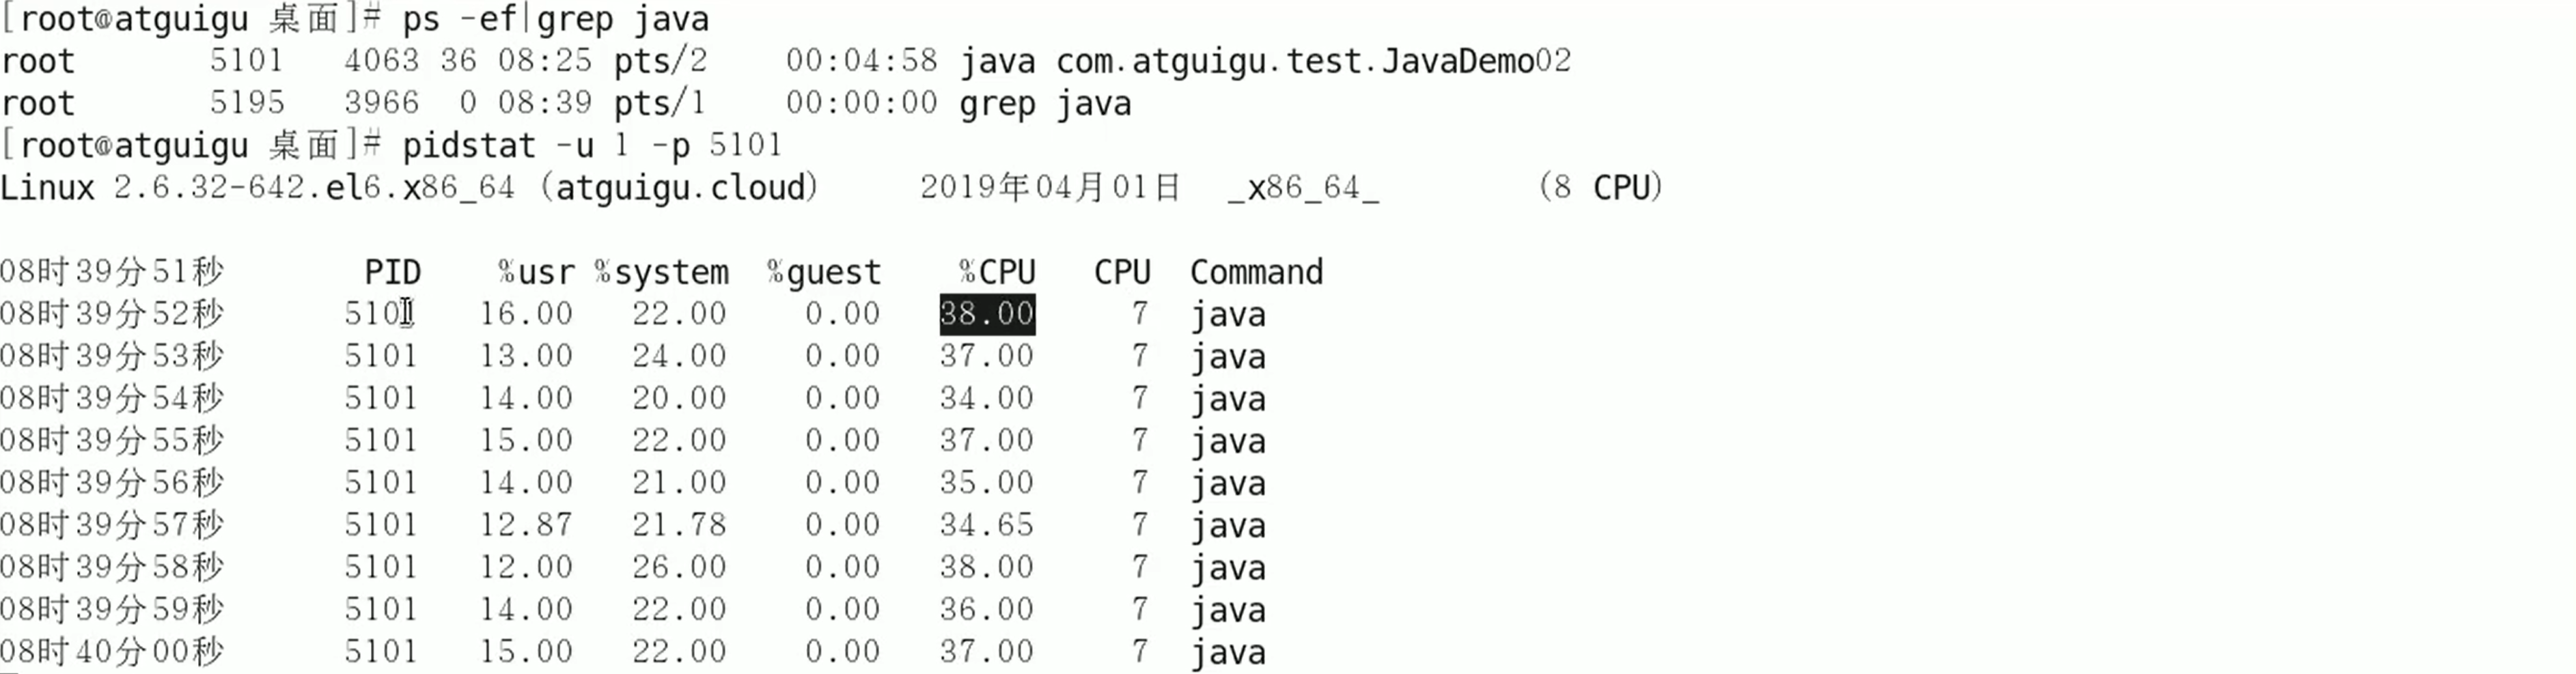 [root@atguigu 桌面]# ps -ef|grep java
root       5101   4063 36 08:25 pts/2    00:04:58 java com.atguigu.test.JavaDemo02
root       5195   3966  0 08:39 pts/1    00:00:00 grep java
[root@atguigu 桌面]# pidstat -u 1 -p 5101
Linux 2.6.32-642.el6.x86_64 (atguigu.cloud)     2019年04月01日  _x86_64_        (8 CPU)
08时39分51秒       PID    %usr %system  %guest    %CPU   CPU  Command
08时39分52秒      5101   16.00   22.00    0.00   38.00     7  java
08时39分53秒      5101   13.00   24.00    0.00   37.00     7  java
08时39分54秒      5101   14.00   20.00    0.00   34.00     7  java
08时39分55秒      5101   15.00   22.00    0.00   37.00     7  java
08时39分56秒      5101   14.00   21.00    0.00   35.00     7  java
08时39分57秒      5101   12.87   21.78    0.00   34.65     7  java
08时39分58秒      5101   12.00   26.00    0.00   38.00     7  java
08时39分59秒      5101   14.00   22.00    0.00   36.00     7  java
08时40分00秒      5101   15.00   22.00    0.00   37.00     7  java